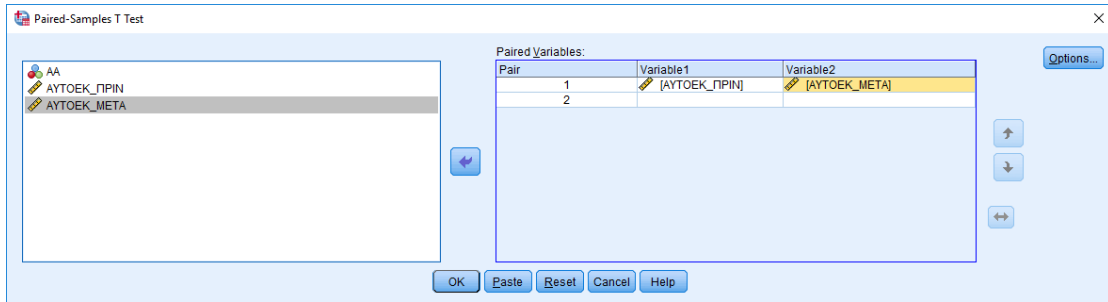 Paired-Samples T Test
AA
ΑΥΤΟΕΚ_ΠΡΙΝ
ΑΥΤΟΕΚ_ΜΕΤΑ
Paired Variables:
Pair Variable1 Variable2
1 [ΑΥΤΟΕΚ_ΠΡΙΝ] [ΑΥΤΟΕΚ_ΜΕΤΑ]
2
Options...
OK Paste Reset Cancel Help